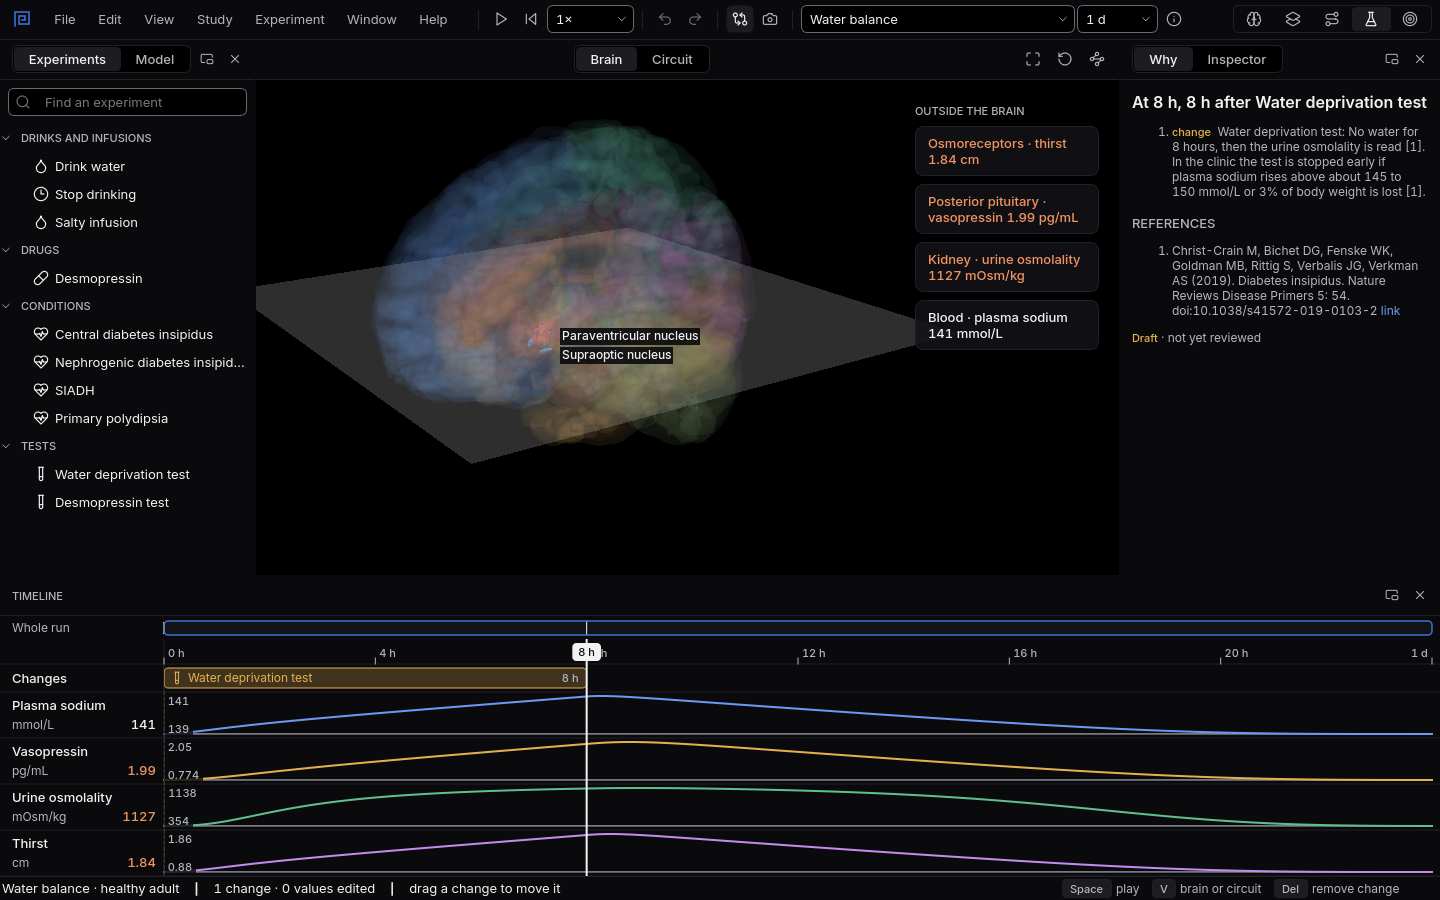 File Edit View Study Experiment Window Help 1× Water balance 1 d
Experiments Model
Brain Circuit
Why Inspector
Find an experiment
DRINKS AND INFUSIONS
Drink water
Stop drinking
Salty infusion
DRUGS
Desmopressin
CONDITIONS
Central diabetes insipidus
Nephrogenic diabetes insipid...
SIADH
Primary polydipsia
TESTS
Water deprivation test
Desmopressin test
Paraventricular nucleus
Supraoptic nucleus
OUTSIDE THE BRAIN
Osmoreceptors · thirst
1.84 cm
Posterior pituitary ·
vasopressin 1.99 pg/mL
Kidney · urine osmolality
1127 mOsm/kg
Blood · plasma sodium
141 mmol/L
At 8 h, 8 h after Water deprivation test
1. change Water deprivation test: No water for
8 hours, then the urine osmolality is read [1].
In the clinic the test is stopped early if
plasma sodium rises above about 145 to
150 mmol/L or 3% of body weight is lost [1].
REFERENCES
1. Christ-Crain M, Bichet DG, Fenske WK,
Goldman MB, Rittig S, Verbalis JG, Verkman
AS (2019). Diabetes insipidus. Nature
Reviews Disease Primers 5: 54.
doi:10.1038/s41572-019-0103-2 link
Draft · not yet reviewed
TIMELINE
Whole run
0 h 4 h 8 h h 12 h 16 h 20 h 1 d
Changes Water deprivation test 8 h
Plasma sodium 141
mmol/L 141 139
Vasopressin 2.05
pg/mL 1.99 0.774
Urine osmolality 1138
mOsm/kg 1127 354
Thirst 1.86
cm 1.84 0.88
Water balance · healthy adult | 1 change · 0 values edited | drag a change to move it Space play V brain or circuit Del remove change